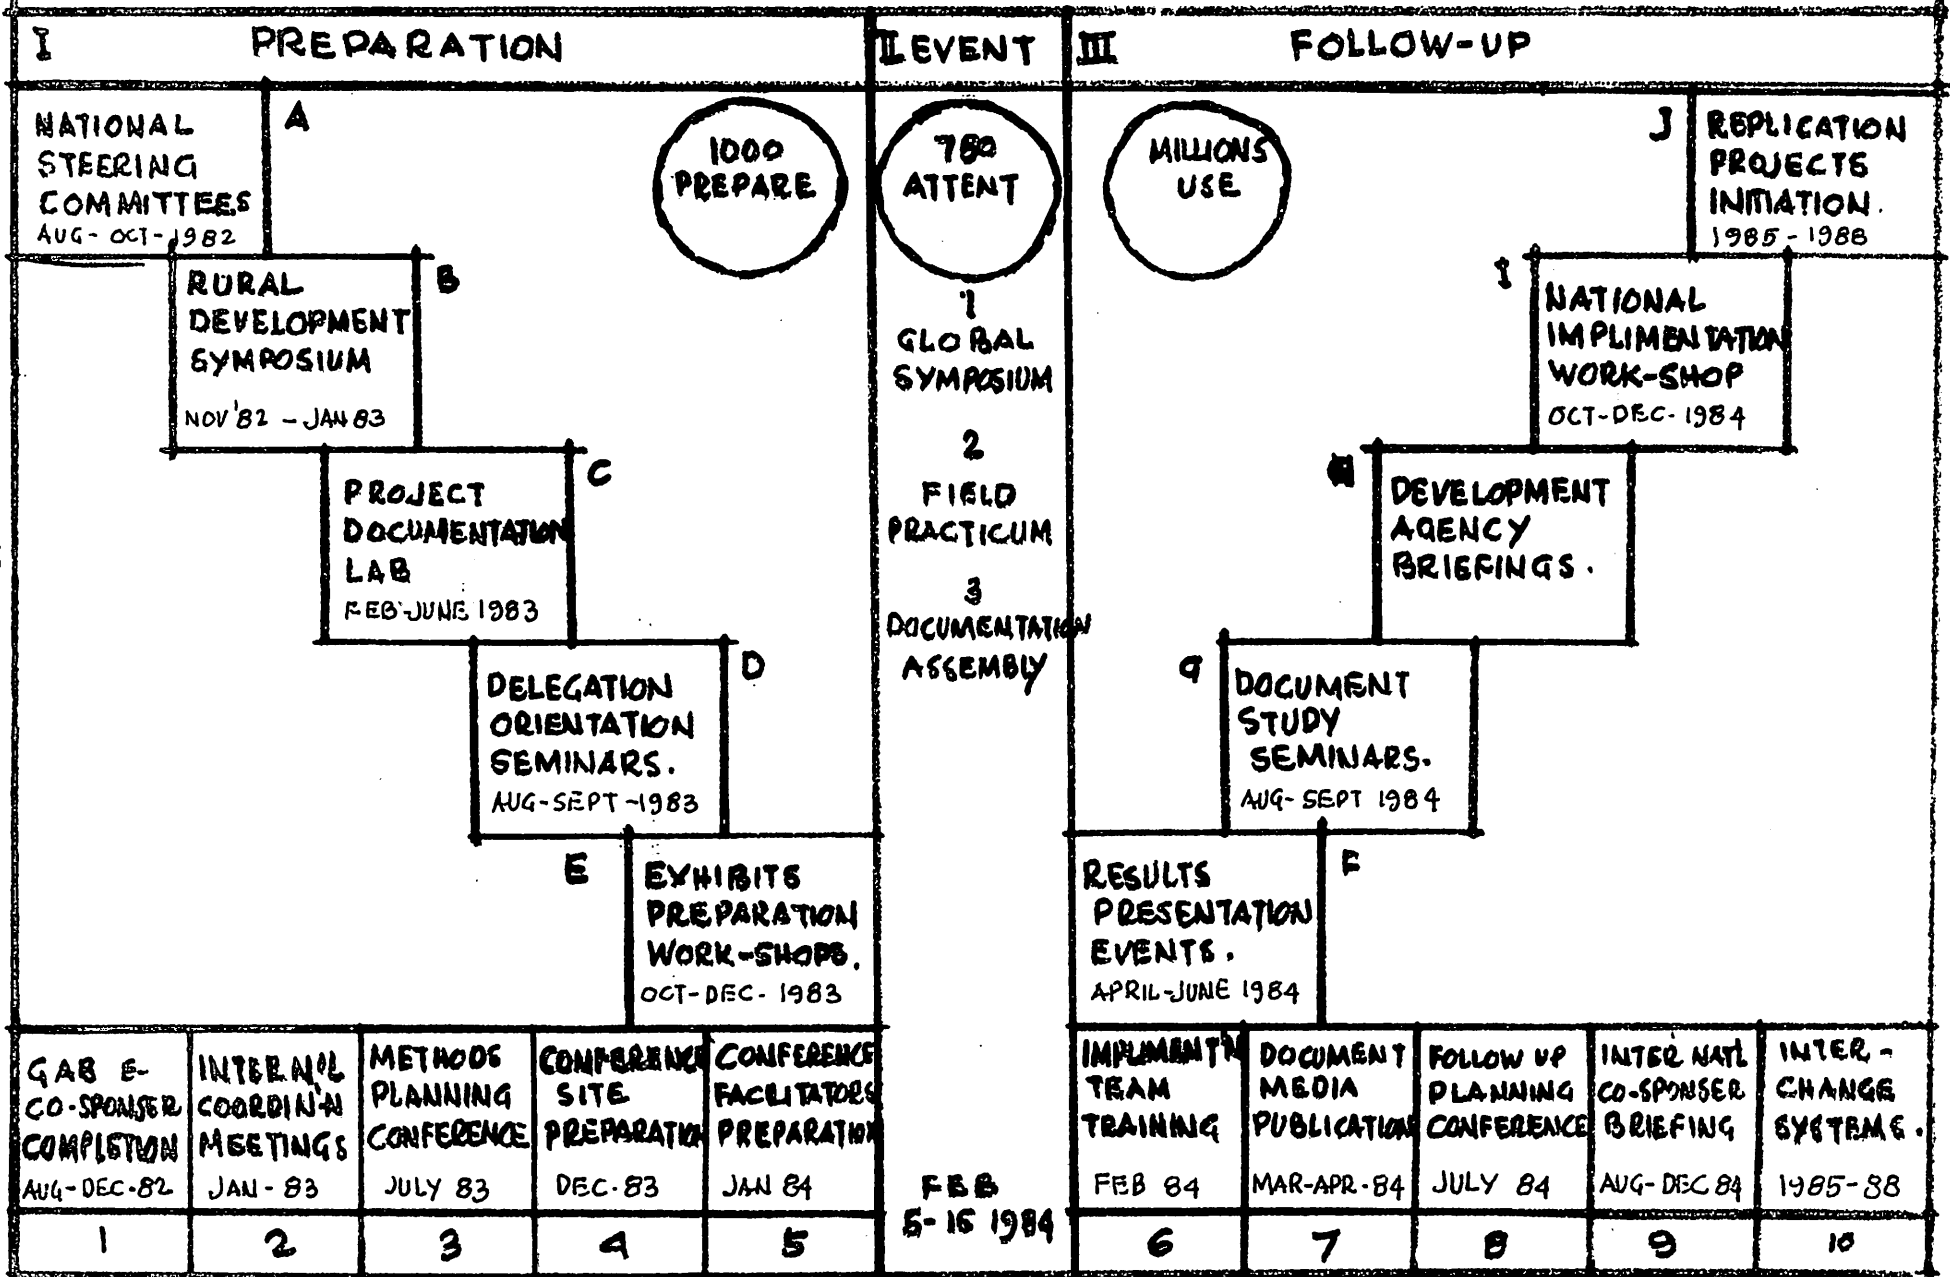 I PREPARATION
II EVENT
III FOLLOW-UP
NATIONAL
STEERING
COMMITTEES
AUG- OCT-1982
A
1000
PREPARE
780
ATTENT
MILLIONS
USE
J
REPLICATION
PROJECTS
INITIATION.
1985-1988
RURAL
DEVELOPMENT
SYMPOSIUM
NOV'82 - JAN 83
B
1
GLOBAL
SYMPOSIUM
I
NATIONAL
IMPLIMENTATION
WORK-SHOP
OCT-DEC-1984
PROJECT
DOCUMENTATION
LAB
FEB-JUNE 1983
C
2
FIELD
PRACTICUM
DEVELOPMENT
AGENCY
BRIEFINGS.
3
DOCUMENTATION
ASSEMBLY
DELEGATION
ORIENTATION
SEMINARS.
AUG-SEPT-1983
D
G
DOCUMENT
STUDY
SEMINARS.
AUG-SEPT 1984
E
EXHIBITS
PREPARATION
WORK-SHOPS.
OCT-DEC- 1983
RESULTS
PRESENTATION
EVENTS.
APRIL-JUNE 1984
F
GAB E-
CO-SPONSER
COMPLETION
AUG-DEC-82
1
INTERN'L
COORDIN'N
MEETINGS
JAN-83
2
METHODS
PLANNING
CONFERENCE
JULY 83
3
CONFERENCE
SITE
PREPARATION
DEC-83
4
CONFERENCE
FACILITATORS
PREPARATION
JAN 84
5
FEB
5-15 1984
IMPLIMENT'N
TEAM
TRAINING
FEB 84
6
DOCUMENT
MEDIA
PUBLICATION
MAR-APR-84
7
FOLLOW UP
PLANNING
CONFERENCE
JULY 84
8
INTER NATL
CO-SPONSER
BRIEFING
AUG-DEC 84
9
INTER-
CHANGE
SYSTEMS.
1985-88
10